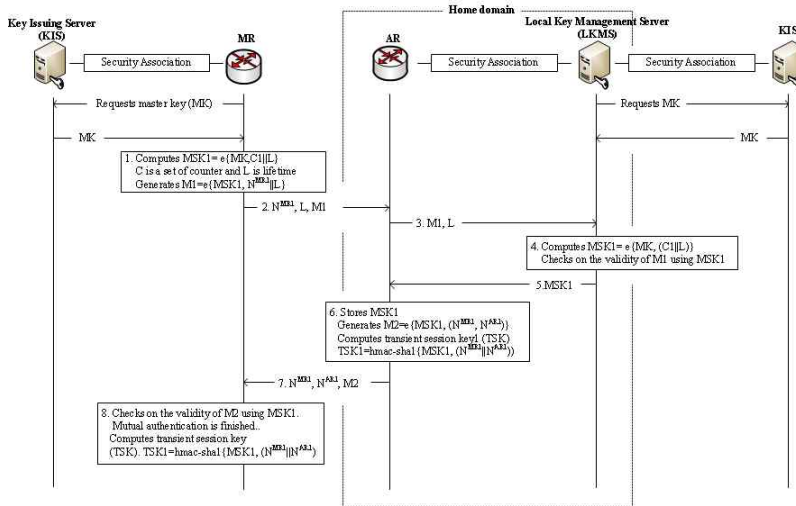 Home domain
Key Issuing Server
(KIS)
MR
AR
Local Key Management Server
(LKMS)
KIS
Security Association
Security Association
Security Association
Requests master key (MK)
Requests MK
MK
MK
1. Computes MSK1= e{MK,C1||L}
C is a set of counter and L is lifetime
Generates M1=e{MSK1, N^MR1||L}
2. N^MR1, L, M1
3. M1, L
4. Computes MSK1= e{MK, (C1||L)}
Checks on the validity of M1 using MSK1
5.MSK1
6. Stores MSK1
Generates M2=e{MSK1, (N^MR1, N^AR1)}
Computes transient session key1 (TSK)
TSK1=hmac-sha1{MSK1, (N^MR1||N^AR1))
7. N^MR1, N^AR1, M2
8. Checks on the validity of M2 using MSK1.
Mutual authentication is finished..
Computes transient session key
(TSK). TSK1=hmac-sha1{MSK1, (N^MR1||N^AR1)